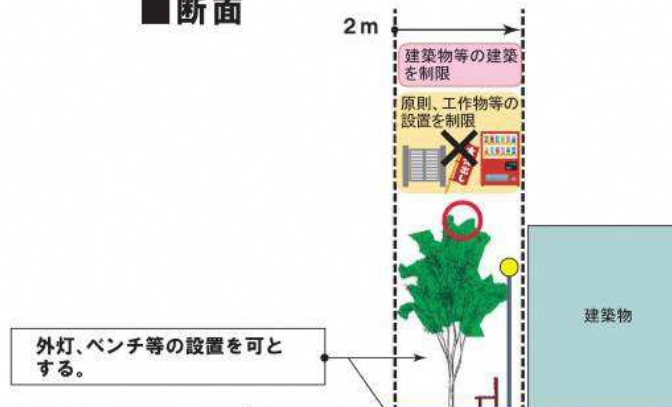 ■断面
2m
建築物等の建築
を制限
原則、工作物等の
設置を制限
建築物
外灯、ベンチ等の設置を可と
する。